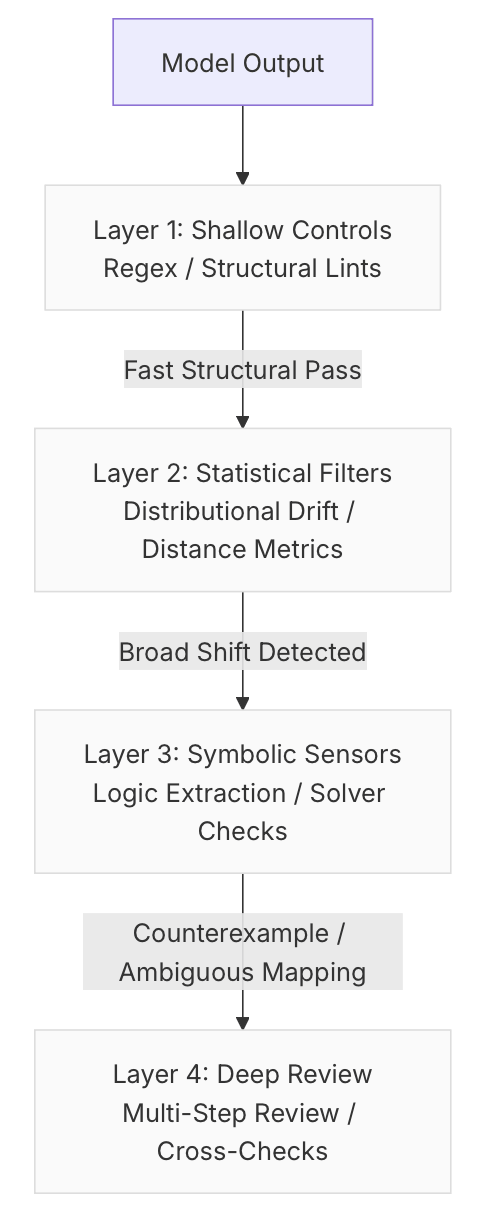 Model Output
Layer 1: Shallow Controls
Regex / Structural Lints
Fast Structural Pass
Layer 2: Statistical Filters
Distributional Drift /
Distance Metrics
Broad Shift Detected
Layer 3: Symbolic Sensors
Logic Extraction / Solver
Checks
Counterexample /
Ambiguous Mapping
Layer 4: Deep Review
Multi-Step Review /
Cross-Checks